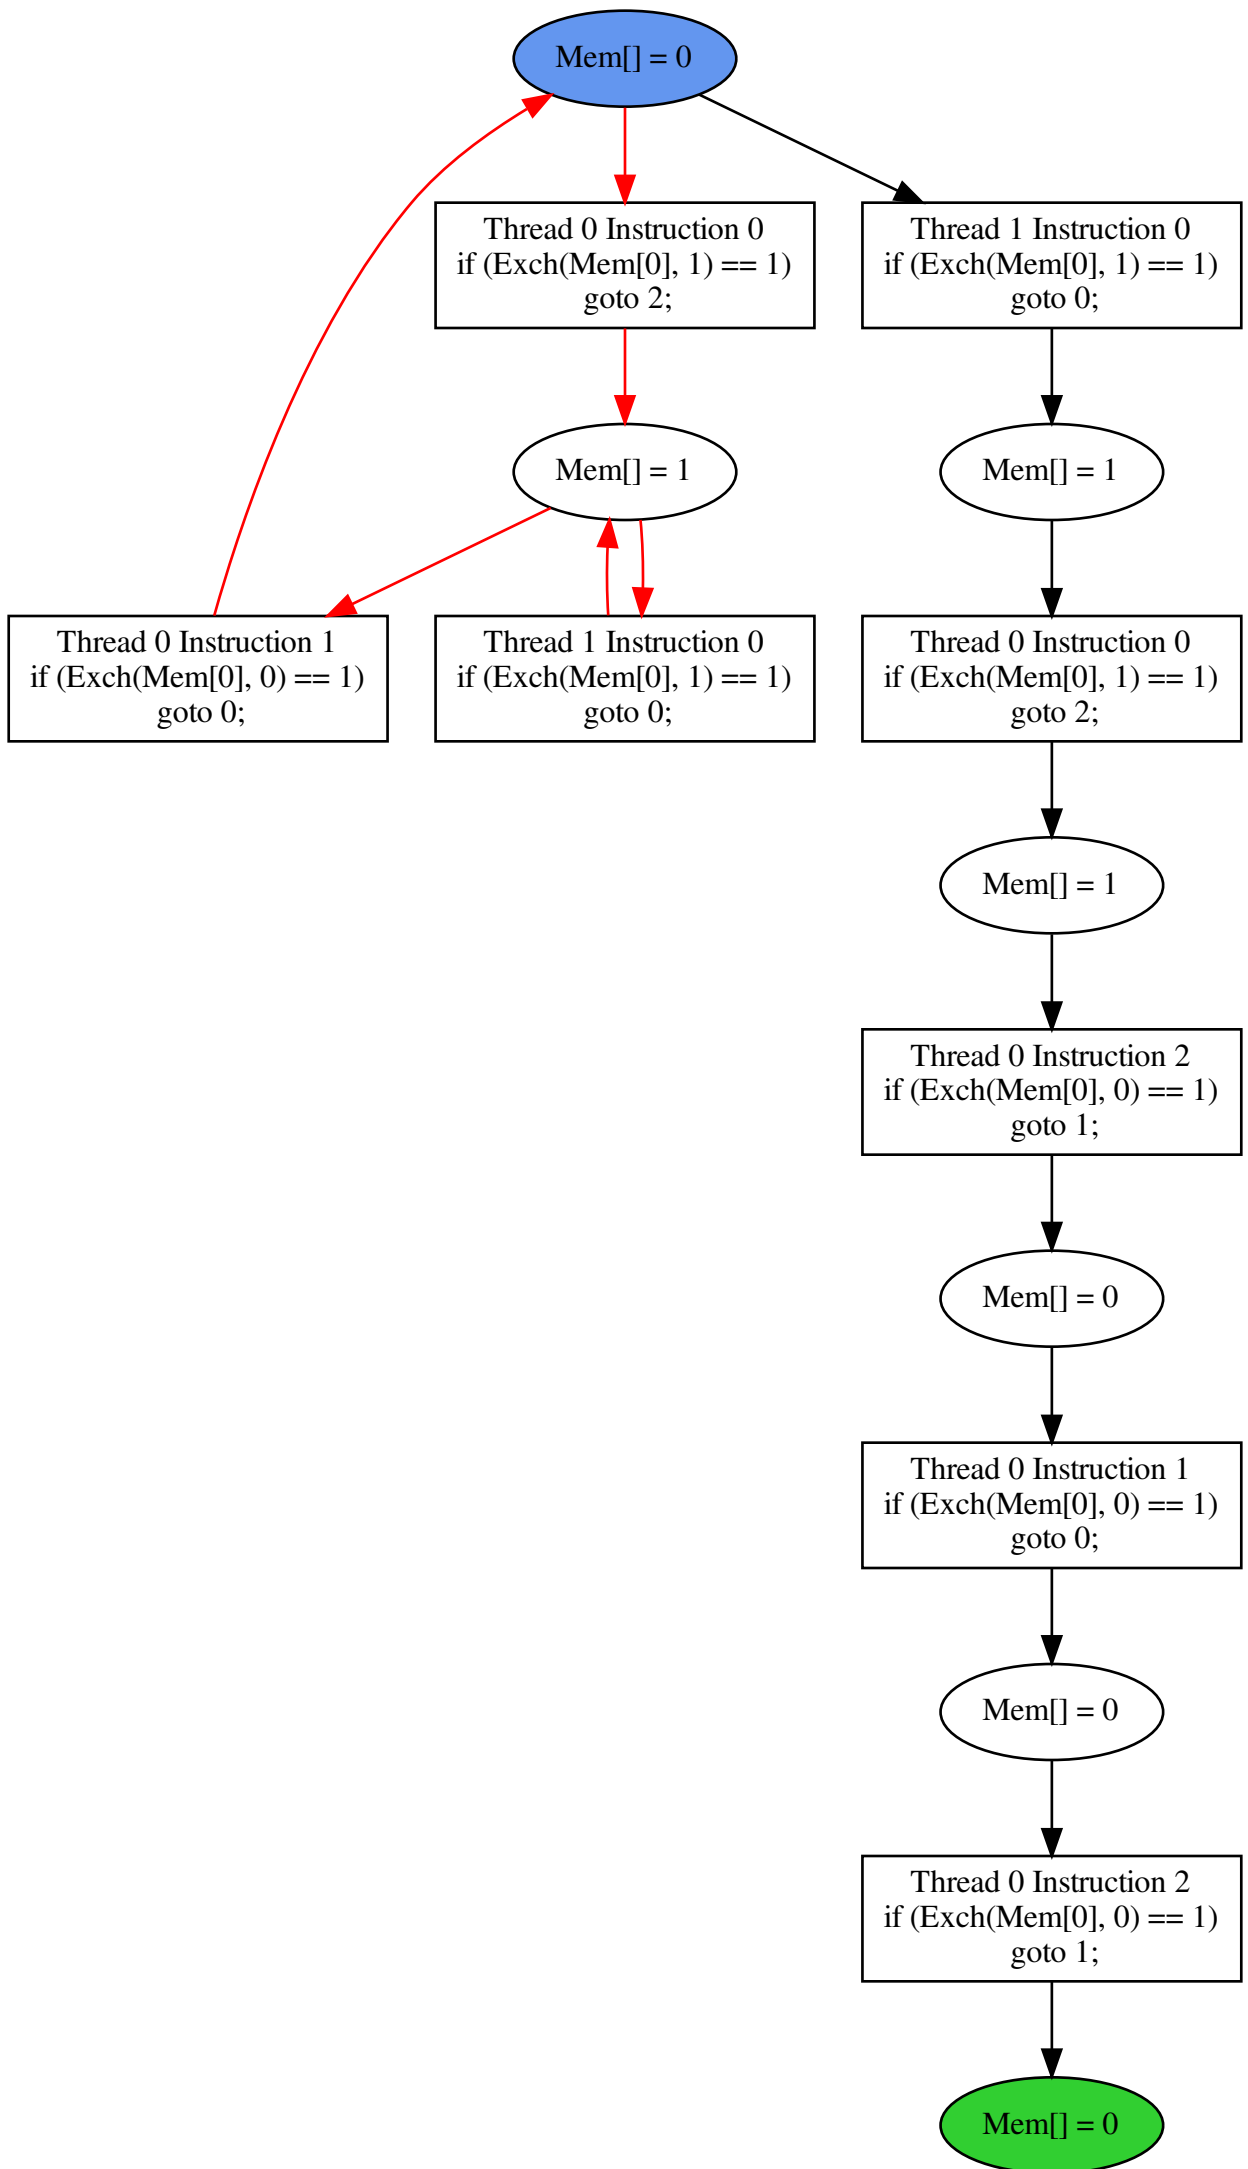 Mem[] = 0
Thread 0 Instruction 0
if (Exch(Mem[0], 1) == 1)
goto 2;
Thread 1 Instruction 0
if (Exch(Mem[0], 1) == 1)
goto 0;
Mem[] = 1
Mem[] = 1
Thread 0 Instruction 1
if (Exch(Mem[0], 0) == 1)
goto 0;
Thread 1 Instruction 0
if (Exch(Mem[0], 1) == 1)
goto 0;
Thread 0 Instruction 0
if (Exch(Mem[0], 1) == 1)
goto 2;
Mem[] = 1
Thread 0 Instruction 2
if (Exch(Mem[0], 0) == 1)
goto 1;
Mem[] = 0
Thread 0 Instruction 1
if (Exch(Mem[0], 0) == 1)
goto 0;
Mem[] = 0
Thread 0 Instruction 2
if (Exch(Mem[0], 0) == 1)
goto 1;
Mem[] = 0